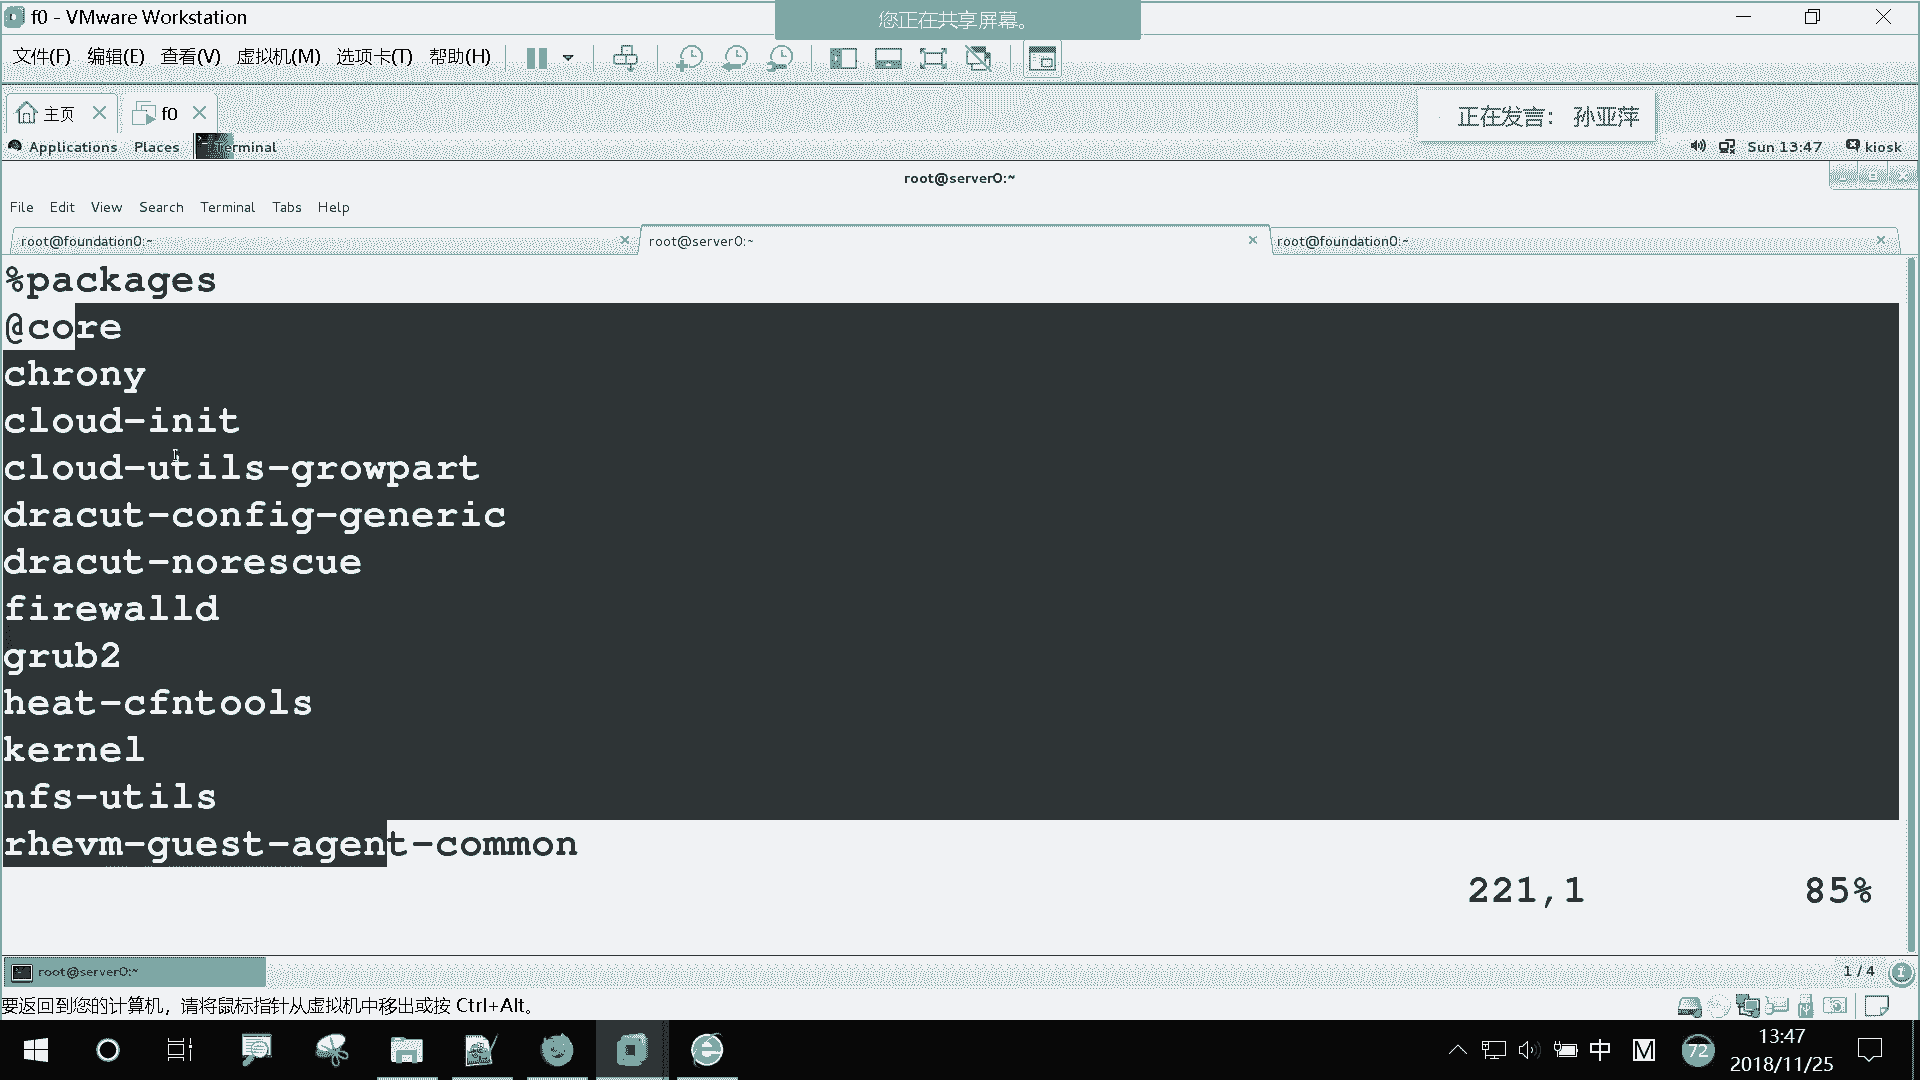 f0 - VMware Workstation
您正在共享屏幕。
文件(F) 编辑(E) 查看(V) 虚拟机(M) 选项卡(T) 帮助(H)
主页 f0
正在发言： 孙亚萍
Applications Places Terminal Sun 13:47 kiosk
root@server0:~
File Edit View Search Terminal Tabs Help
root@foundation0:~ root@server0:~ root@foundation0:~
%packages
@core
chrony
cloud-init
cloud-utils-growpart
dracut-config-generic
dracut-norescue
firewalld
grub2
heat-cfntools
kernel
nfs-utils
rhevm-guest-agent-common
221,1 85%
root@server0:~ 1 / 4
要返回到您的计算机，请将鼠标指针从虚拟机中移出或按 Ctrl+Alt。
中 M 72 13:47
2018/11/25